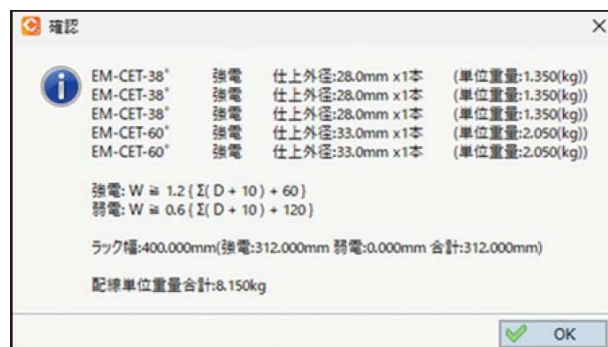 確認
EM-CET-38° 強電 仕上外径:28.0mm x1本 (単位重量:1.350(kg))
EM-CET-38° 強電 仕上外径:28.0mm x1本 (単位重量:1.350(kg))
EM-CET-38° 強電 仕上外径:28.0mm x1本 (単位重量:1.350(kg))
EM-CET-60° 強電 仕上外径:33.0mm x1本 (単位重量:2.050(kg))
EM-CET-60° 強電 仕上外径:33.0mm x1本 (単位重量:2.050(kg))
強電: W ≧ 1.2 { Σ( D + 10 ) + 60 }
弱電: W ≧ 0.6 { Σ( D + 10 ) + 120 }
ラック幅:400.000mm(強電:312.000mm 弱電:0.000mm 合計:312.000mm)
配線単位重量合計:8.150kg
OK